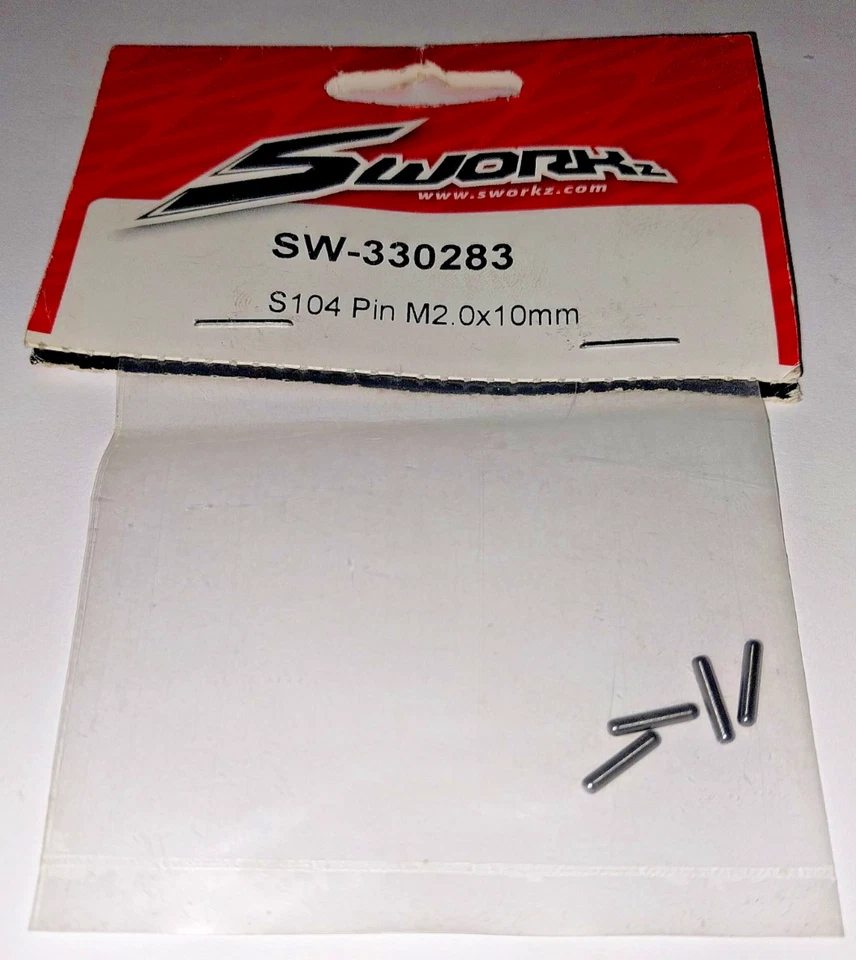 SWORKz
www.sworkz.com
SW-330283
S104 Pin M2.0x10mm